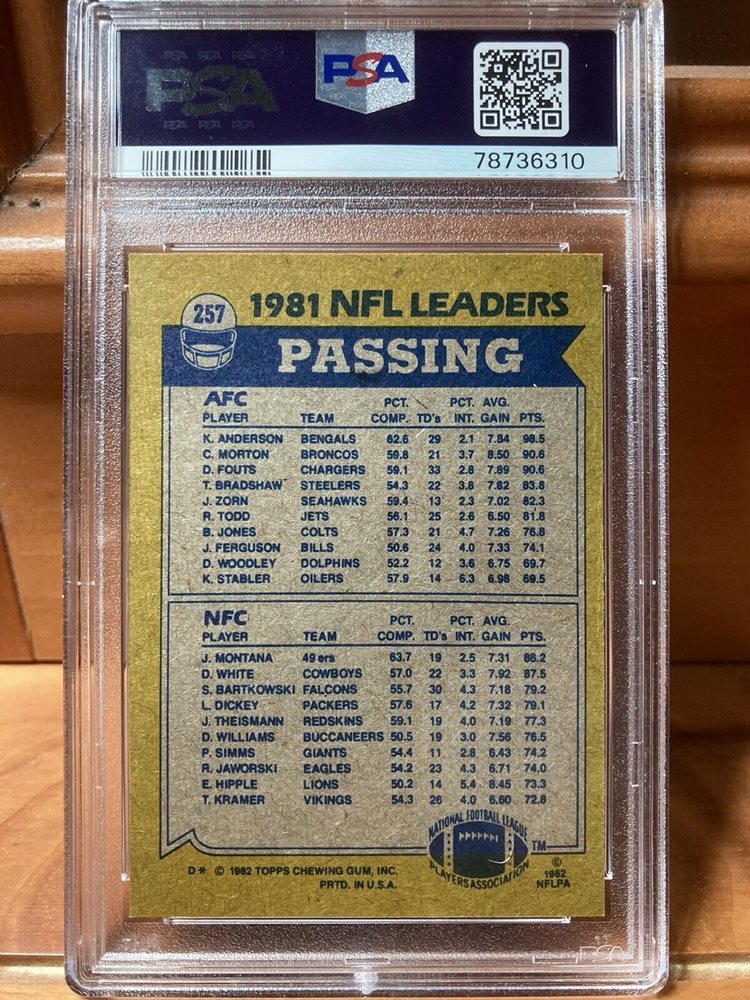 PSA PSA PSA
PSA
PSA PSA PSA
PSA
78736310
257
1981 NFL LEADERS
PASSING
AFC PCT. PCT. AVG.
PLAYER TEAM COMP. TD's INT. GAIN PTS.
K. ANDERSON BENGALS 62.6 29 2.1 7.84 98.5
C. MORTON BRONCOS 59.8 21 3.7 8.50 90.6
D. FOUTS CHARGERS 59.1 33 2.8 7.89 90.6
T. BRADSHAW STEELERS 54.3 22 3.8 7.82 83.8
J. ZORN SEAHAWKS 59.4 13 2.3 7.02 82.3
R. TODD JETS 56.1 25 2.6 6.50 81.8
B. JONES COLTS 57.3 21 4.7 7.26 76.8
J. FERGUSON BILLS 50.6 24 4.0 7.33 74.1
D. WOODLEY DOLPHINS 52.2 12 3.6 6.75 69.7
K. STABLER OILERS 57.9 14 6.3 6.98 69.5
NFC PCT. PCT. AVG.
PLAYER TEAM COMP. TD's INT. GAIN PTS.
J. MONTANA 49ers 63.7 19 2.5 7.31 88.2
D. WHITE COWBOYS 57.0 22 3.3 7.92 87.5
S. BARTKOWSKI FALCONS 55.7 30 4.3 7.18 79.2
L. DICKEY PACKERS 57.6 17 4.2 7.32 79.1
J. THEISMANN REDSKINS 59.1 19 4.0 7.19 77.3
D. WILLIAMS BUCCANEERS 50.5 19 3.0 7.56 76.5
P. SIMMS GIANTS 54.4 11 2.8 6.43 74.2
R. JAWORSKI EAGLES 54.2 23 4.3 6.71 74.0
E. HIPPLE LIONS 50.2 14 5.4 8.45 73.3
T. KRAMER VIKINGS 54.3 26 4.0 6.60 72.8
NATIONAL FOOTBALL LEAGUE
PLAYERS ASSOCIATION
TM
D* © 1982 TOPPS CHEWING GUM, INC.
PRTD. IN U.S.A.
©
1982
NFLPA
PSA